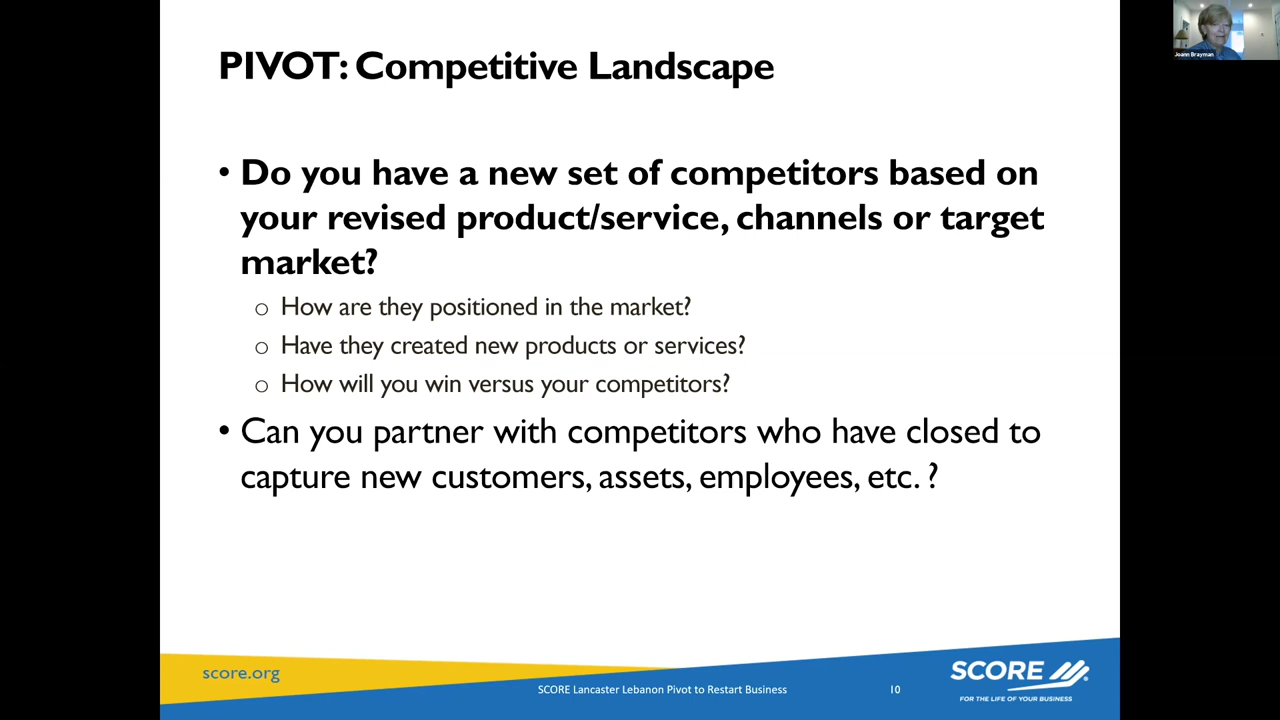 PIVOT: Competitive Landscape
Joann Brayman
• Do you have a new set of competitors based on
your revised product/service, channels or target
market?
o How are they positioned in the market?
o Have they created new products or services?
o How will you win versus your competitors?
• Can you partner with competitors who have closed to
capture new customers, assets, employees, etc. ?
score.org
SCORE Lancaster Lebanon Pivot to Restart Business
10
SCORE
FOR THE LIFE OF YOUR BUSINESS